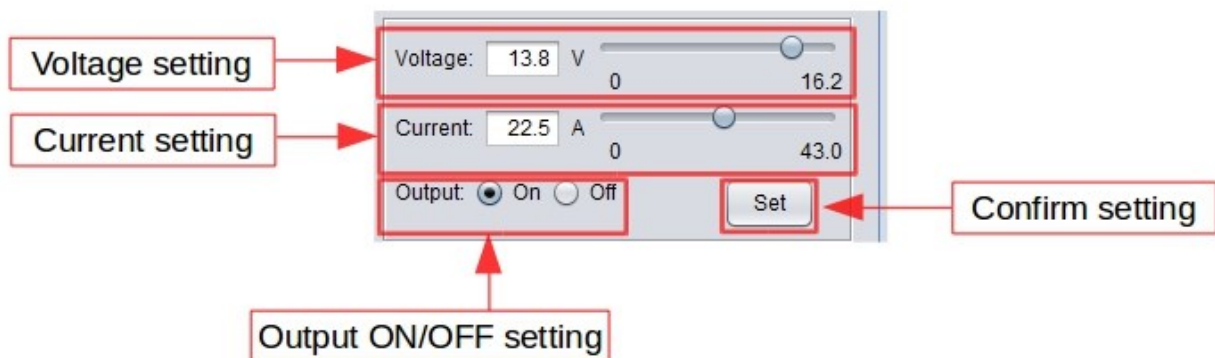 Voltage setting
Voltage: 13.8 V
0 16.2
Current setting
Current: 22.5 A
0 43.0
Output: On Off
Set
Confirm setting
Output ON/OFF setting